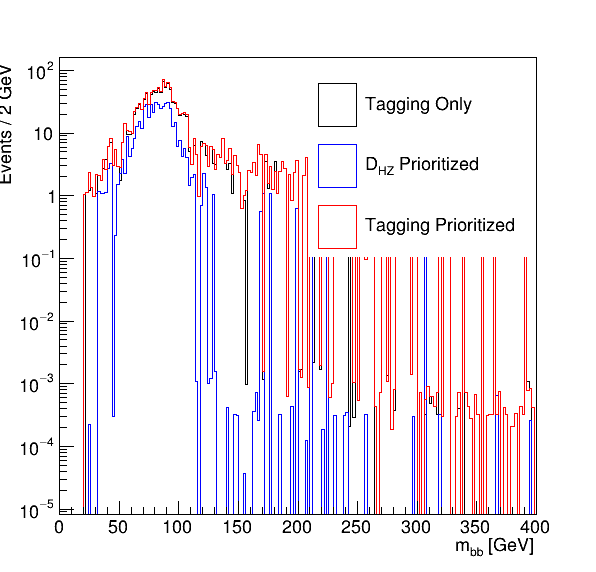 Events / 2 GeV
10²
10
1
10⁻¹
10⁻²
10⁻³
10⁻⁴
10⁻⁵
Tagging Only
D_HZ Prioritized
Tagging Prioritized
0 50 100 150 200 250 300 350 400
m_bb [GeV]